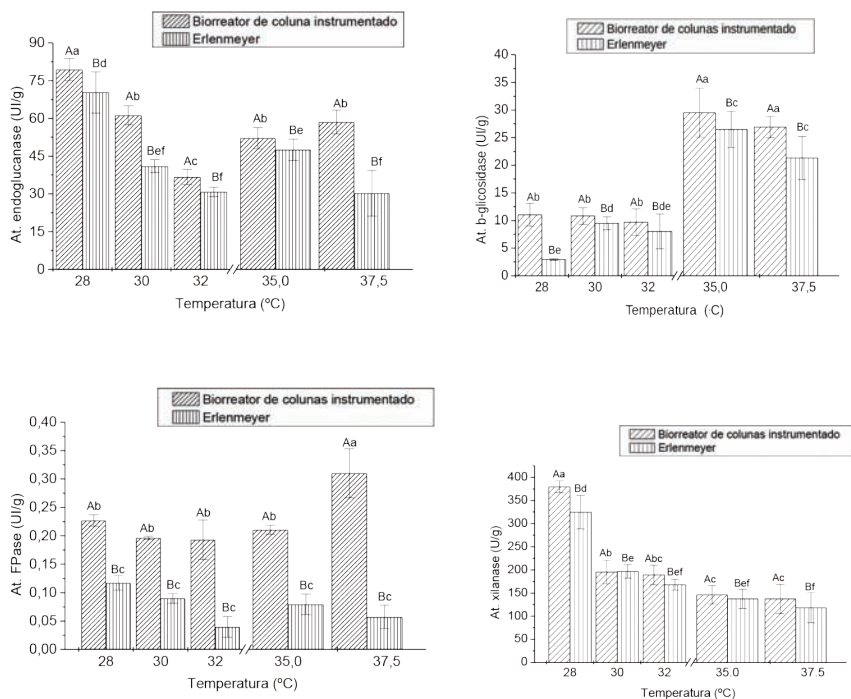 Biorreator de coluna instrumentado
Erlenmeyer
At. endoglucanase (UI/g)
90
75
60
45
30
15
0
Aa
Bd
Ab
Bef
Ac
Bf
Ab
Be
Ab
Bf
28
30
32
35,0
37,5
Temperatura (ºC)
Biorreator de colunas instrumentado
Erlenmeyer
At. b-glicosidase (UI/g)
40
35
30
25
20
15
10
5
0
Ab
Be
Ab
Bd
Ab
Bde
Aa
Bc
Aa
Bc
28
30
32
35,0
37,5
Temperatura (·C)
Biorreator de colunas instrumentado
Erlenmeyer
At. FPase (UI/g)
0,40
0,35
0,30
0,25
0,20
0,15
0,10
0,05
0,00
Ab
Bc
Ab
Bc
Ab
Bc
Ab
Bc
Aa
Bc
28
30
32
35,0
37,5
Temperatura (ºC)
Biorreator de colunas instrumentado
Erlenmeyer
At. xilanase (U/g)
400
350
300
250
200
150
100
50
0
Aa
Bd
Ab
Be
Abc
Bef
Ac
Bef
Ac
Bf
28
30
32
35.0
37,5
Temperatura (ºC)